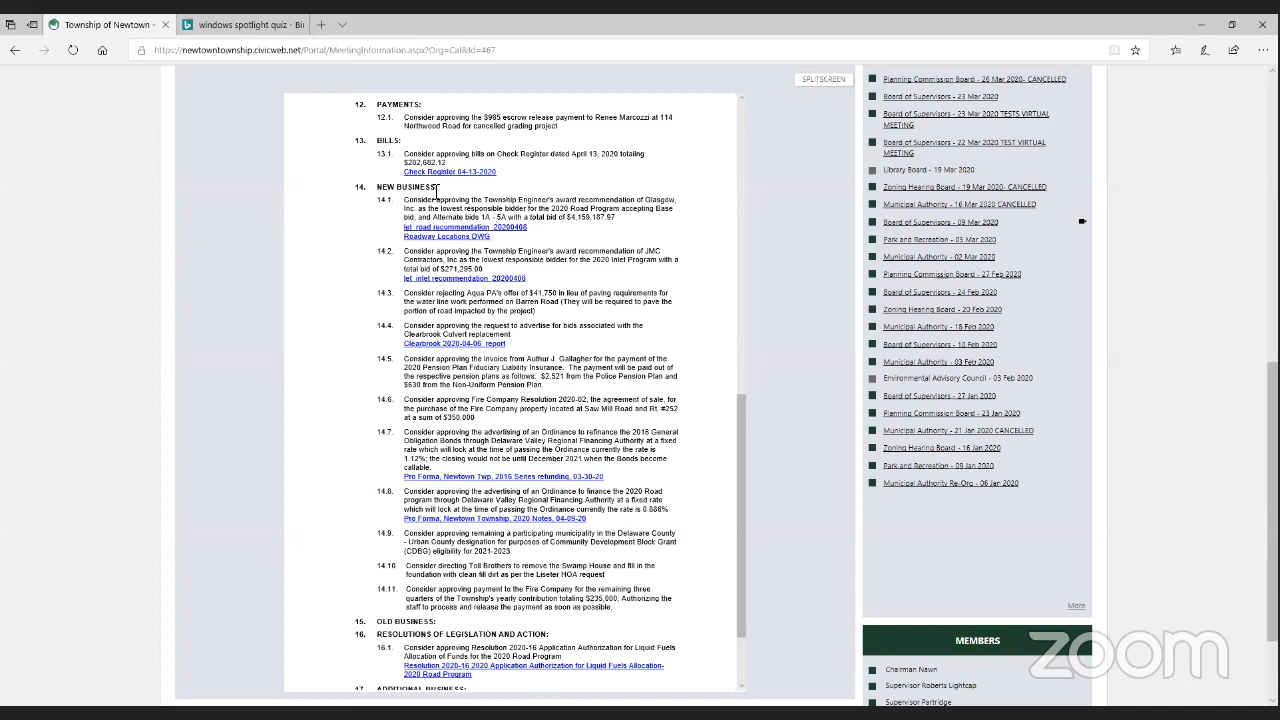 Township of Newtown -
windows spotlight quiz - Bin
https://newtowntownship.civicweb.net/Portal/MeetingInformation.aspx?Org=Cal&Id=467
SPLITSCREEN
12. PAYMENTS:
12.1. Consider approving the $965 escrow release payment to Renee Marcozzi at 114
Northwood Road for cancelled grading project
13. BILLS:
13.1. Consider approving bills on Check Register dated April 13, 2020 totaling
$202,682.12
Check Register 04-13-2020
14. NEW BUSINESS:
14.1. Consider approving the Township Engineer's award recommendation of Glasgow,
Inc. as the lowest responsible bidder for the 2020 Road Program accepting Base
bid, and Alternate bids 1A - 5A with a total bid of $4,159,187.97
let_road recommendation_20200408
Roadway Locations DWG
14.2. Consider approving the Township Engineer's award recommendation of JMC
Contractors, Inc as the lowest responsible bidder for the 2020 Inlet Program with a
total bid of $271,295.00
let_inlet recommendation_20200408
14.3. Consider rejecting Aqua PA's offer of $41,750 in lieu of paving requirements for
the water line work performed on Barren Road (They will be required to pave the
portion of road impacted by the project)
14.4. Consider approving the request to advertise for bids associated with the
Clearbrook Culvert replacement
Clearbrook 2020-04-06_report
14.5. Consider approving the invoice from Authur J. Gallagher for the payment of the
2020 Pension Plan Fiduciary Liability Insurance. The payment will be paid out of
the respective pension plans as follows: $2,521 from the Police Pension Plan and
$630 from the Non-Uniform Pension Plan
14.6. Consider approving Fire Company Resolution 2020-02, the agreement of sale, for
the purchase of the Fire Company property located at Saw Mill Road and Rt. #252
at a sum of $350,000
14.7. Consider approving the advertising of an Ordinance to refinance the 2016 General
Obligation Bonds through Delaware Valley Regional Financing Authority at a fixed
rate which will lock at the time of passing the Ordinance currently the rate is
1.12%; the closing would not be until December 2021 when the Bonds become
callable.
Pro Forma, Newtown Twp, 2016 Series refunding, 03-30-20
14.8. Consider approving the advertising of an Ordinance to finance the 2020 Road
program through Delaware Valley Regional Financing Authority at a fixed rate
which will lock at the time of passing the Ordinance currently the rate is 0.886%
Pro Forma, Newtown Township, 2020 Notes, 04-09-20
14.9. Consider approving remaining a participating municipality in the Delaware County
- Urban County designation for purposes of Community Development Block Grant
(CDBG) eligibility for 2021-2023
14.10. Consider directing Toll Brothers to remove the Swamp House and fill in the
foundation with clean fill dirt as per the Liseter HOA request
14.11. Consider approving payment to the Fire Company for the remaining three
quarters of the Township's yearly contribution totaling $235,000; Authorizing the
staff to process and release the payment as soon as possible.
15. OLD BUSINESS:
16. RESOLUTIONS OF LEGISLATION AND ACTION:
16.1. Consider approving Resolution 2020-16 Application Authorization for Liquid Fuels
Allocation of Funds for the 2020 Road Program
Resolution 2020-16 2020 Application Authorization for Liquid Fuels Allocation-
2020 Road Program
17. ADDITIONAL BUSINESS:
Planning Commission Board - 26 Mar 2020- CANCELLED
Board of Supervisors - 23 Mar 2020
Board of Supervisors - 23 Mar 2020 TESTS VIRTUAL
MEETING
Board of Supervisors - 22 Mar 2020 TEST VIRTUAL
MEETING
Library Board - 19 Mar 2020
Zoning Hearing Board - 19 Mar 2020- CANCELLED
Municipal Authority - 16 Mar 2020 CANCELLED
Board of Supervisors - 09 Mar 2020
Park and Recreation - 05 Mar 2020
Municipal Authority - 02 Mar 2020
Planning Commission Board - 27 Feb 2020
Board of Supervisors - 24 Feb 2020
Zoning Hearing Board - 20 Feb 2020
Municipal Authority - 18 Feb 2020
Board of Supervisors - 10 Feb 2020
Municipal Authority - 03 Feb 2020
Environmental Advisory Council - 03 Feb 2020
Board of Supervisors - 27 Jan 2020
Planning Commission Board - 23 Jan 2020
Municipal Authority - 21 Jan 2020 CANCELLED
Zoning Hearing Board - 16 Jan 2020
Park and Recreation - 09 Jan 2020
Municipal Authority Re-Org - 06 Jan 2020
More
MEMBERS
Chairman Nawn
Supervisor Roberts Lightcap
Supervisor Partridge
zoom